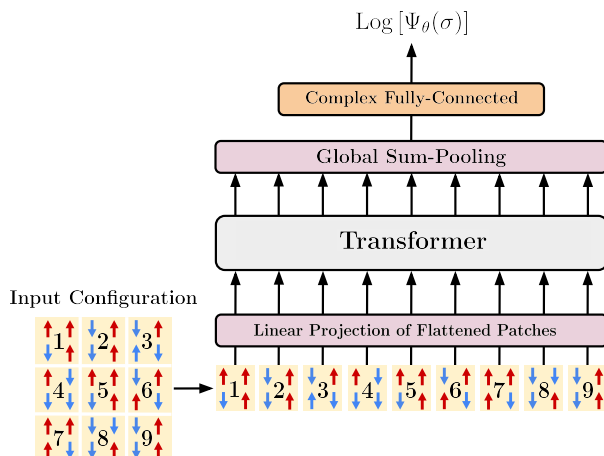 Log [Ψθ(σ)]
Complex Fully-Connected
Global Sum-Pooling
Transformer
Input Configuration
Linear Projection of Flattened Patches
1 2 3
4 5 6
7 8 9
1 2 3 4 5 6 7 8 9